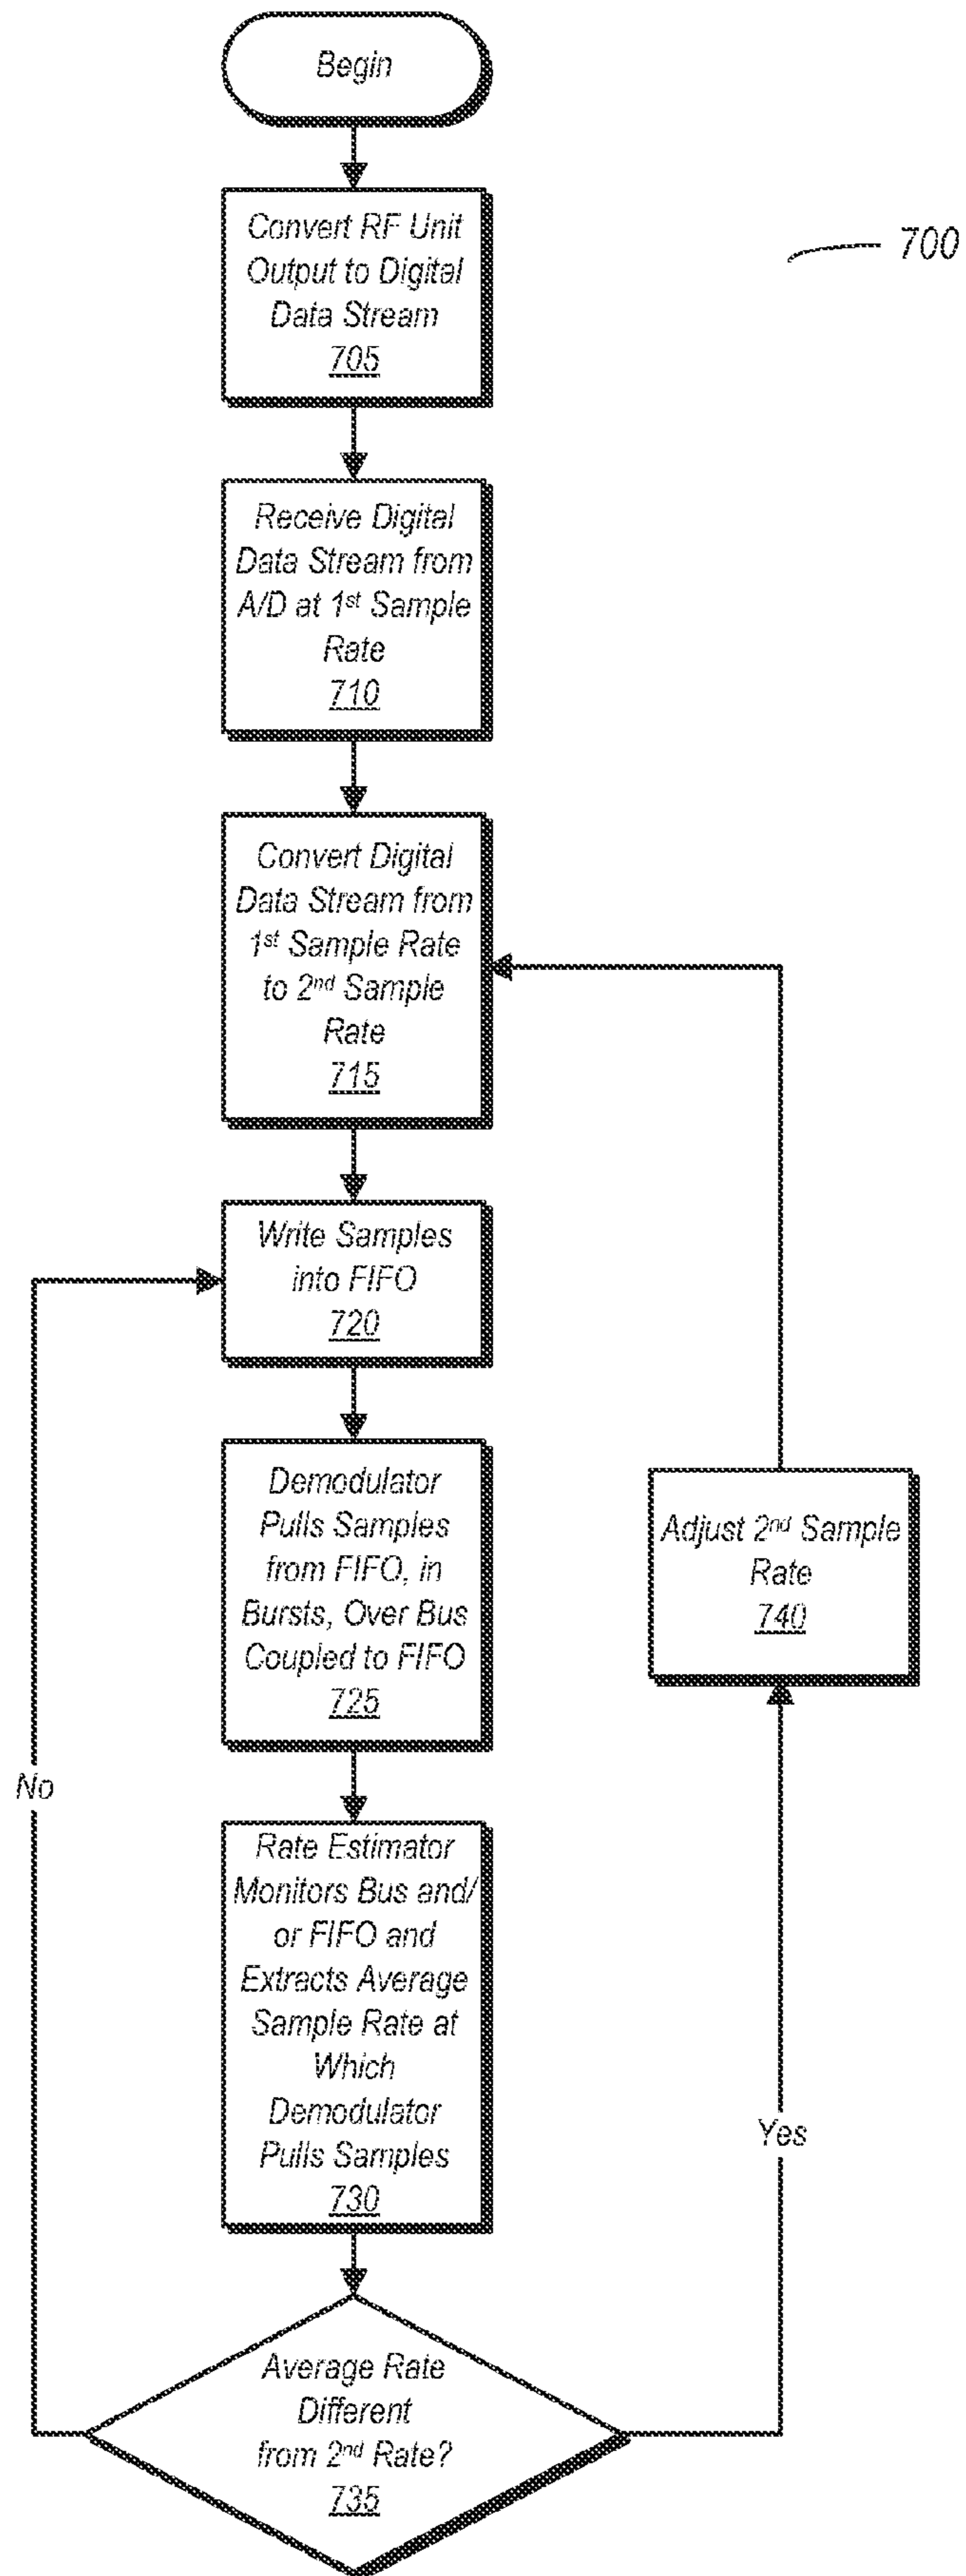 Begin
Convert RF Unit
Output to Digital
Data Stream
705
700
Receive Digital
Data Stream from
A/D at 1st Sample
Rate
710
Convert Digital
Data Stream from
1st Sample Rate
to 2nd Sample
Rate
715
Write Samples
into FIFO
720
Demodulator
Pulls Samples
from FIFO, in
Bursts, Over Bus
Coupled to FIFO
725
Adjust 2nd Sample
Rate
740
No
Rate Estimator
Monitors Bus and/
or FIFO and
Extracts Average
Sample Rate at
Which
Demodulator
Pulls Samples
730
Yes
Average Rate
Different
from 2nd Rate?
735